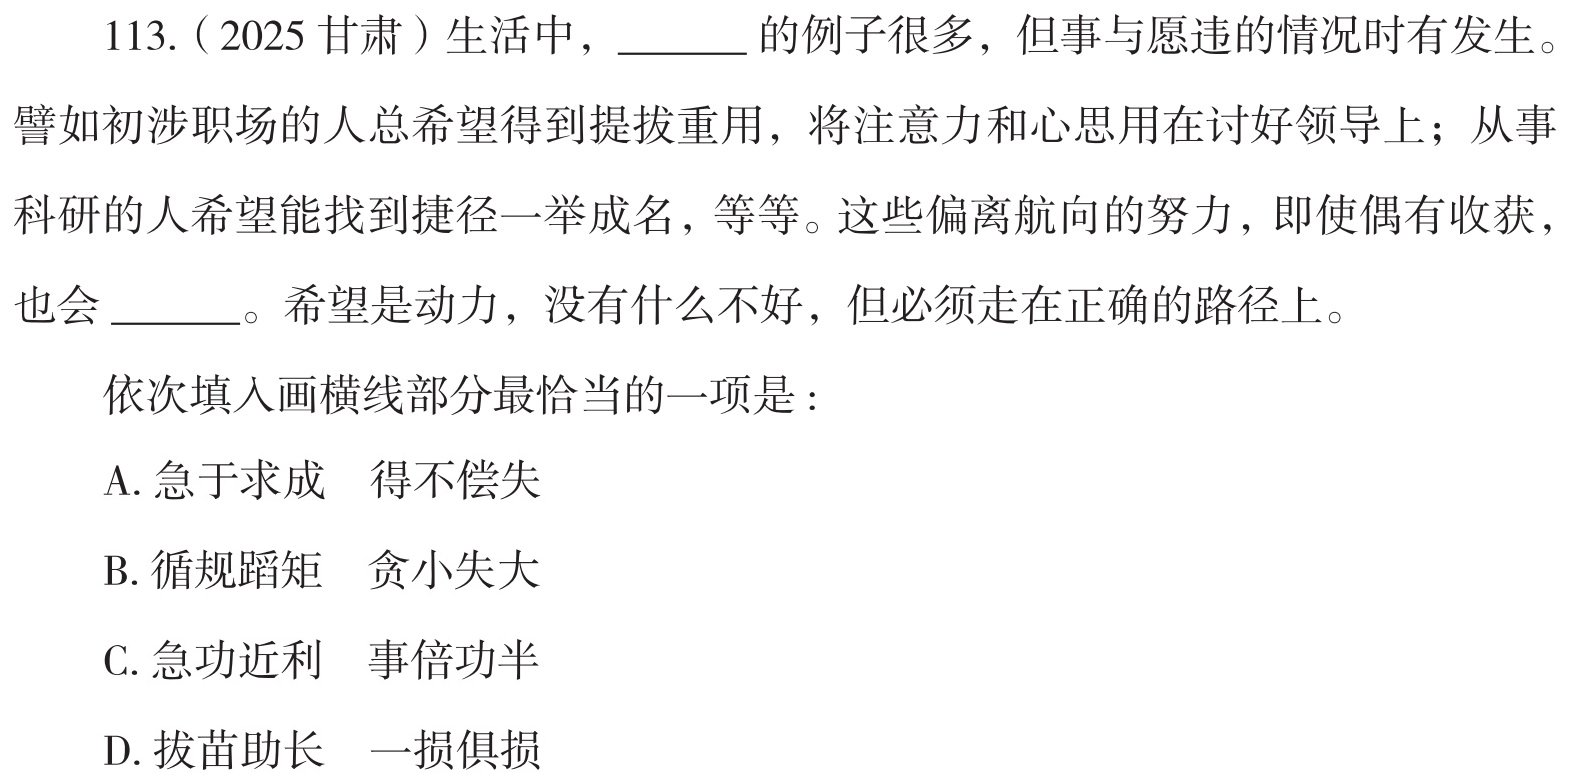 113.（2025 甘肃）生活中，______ 的例子很多，但事与愿违的情况时有发生。
譬如初涉职场的人总希望得到提拔重用，将注意力和心思用在讨好领导上；从事
科研的人希望能找到捷径一举成名，等等。这些偏离航向的努力，即使偶有收获，
也会 ______。希望是动力，没有什么不好，但必须走在正确的路径上。
依次填入画横线部分最恰当的一项是：
A. 急于求成　得不偿失
B. 循规蹈矩　贪小失大
C. 急功近利　事倍功半
D. 拔苗助长　一损俱损